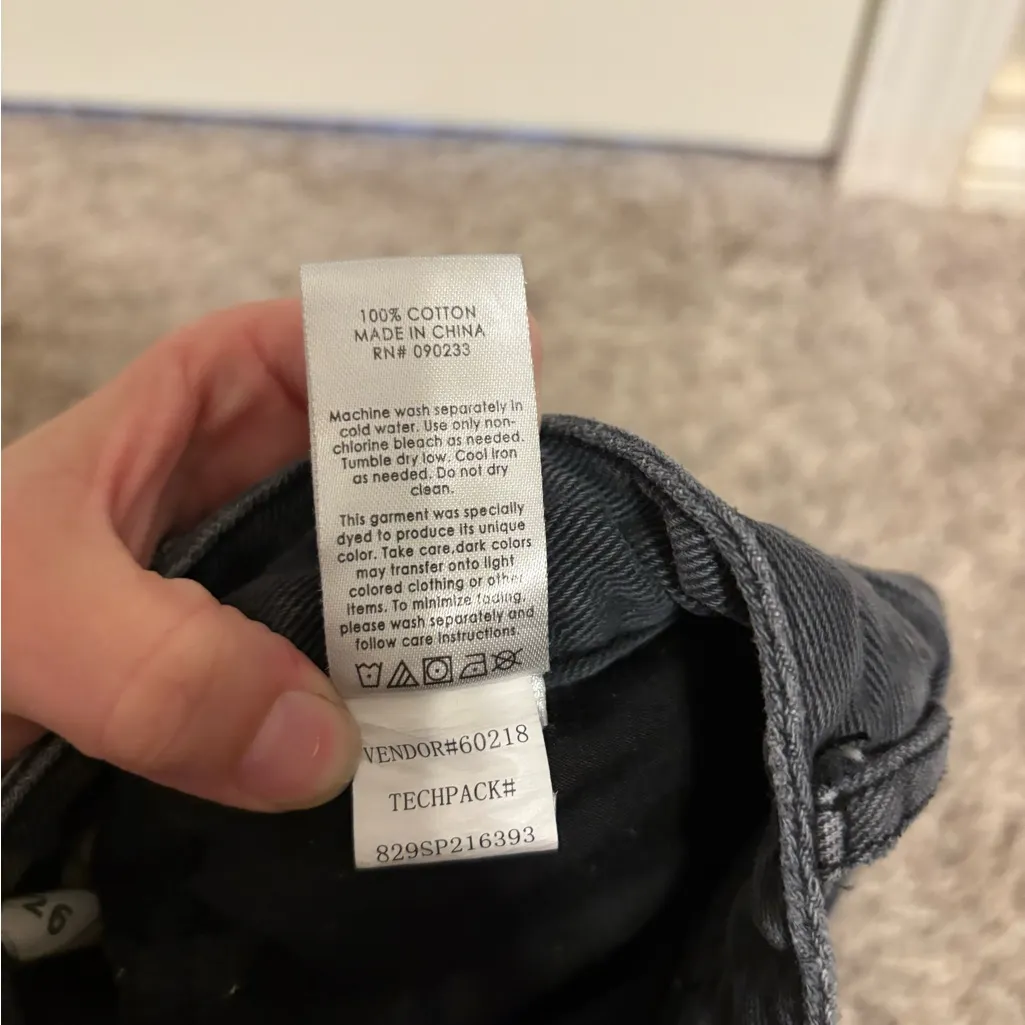 100% COTTON
MADE IN CHINA
RN# 090233
Machine wash separately in
cold water. Use only non-
chlorine bleach as needed.
Tumble dry low. Cool iron
as needed. Do not dry
clean.
This garment was specially
dyed to produce its unique
color. Take care,dark colors
may transfer onto light
colored clothing or other
items. To minimize fading,
please wash separately and
follow care instructions.
VENDOR#60218
TECHPACK#
829SP216393
26